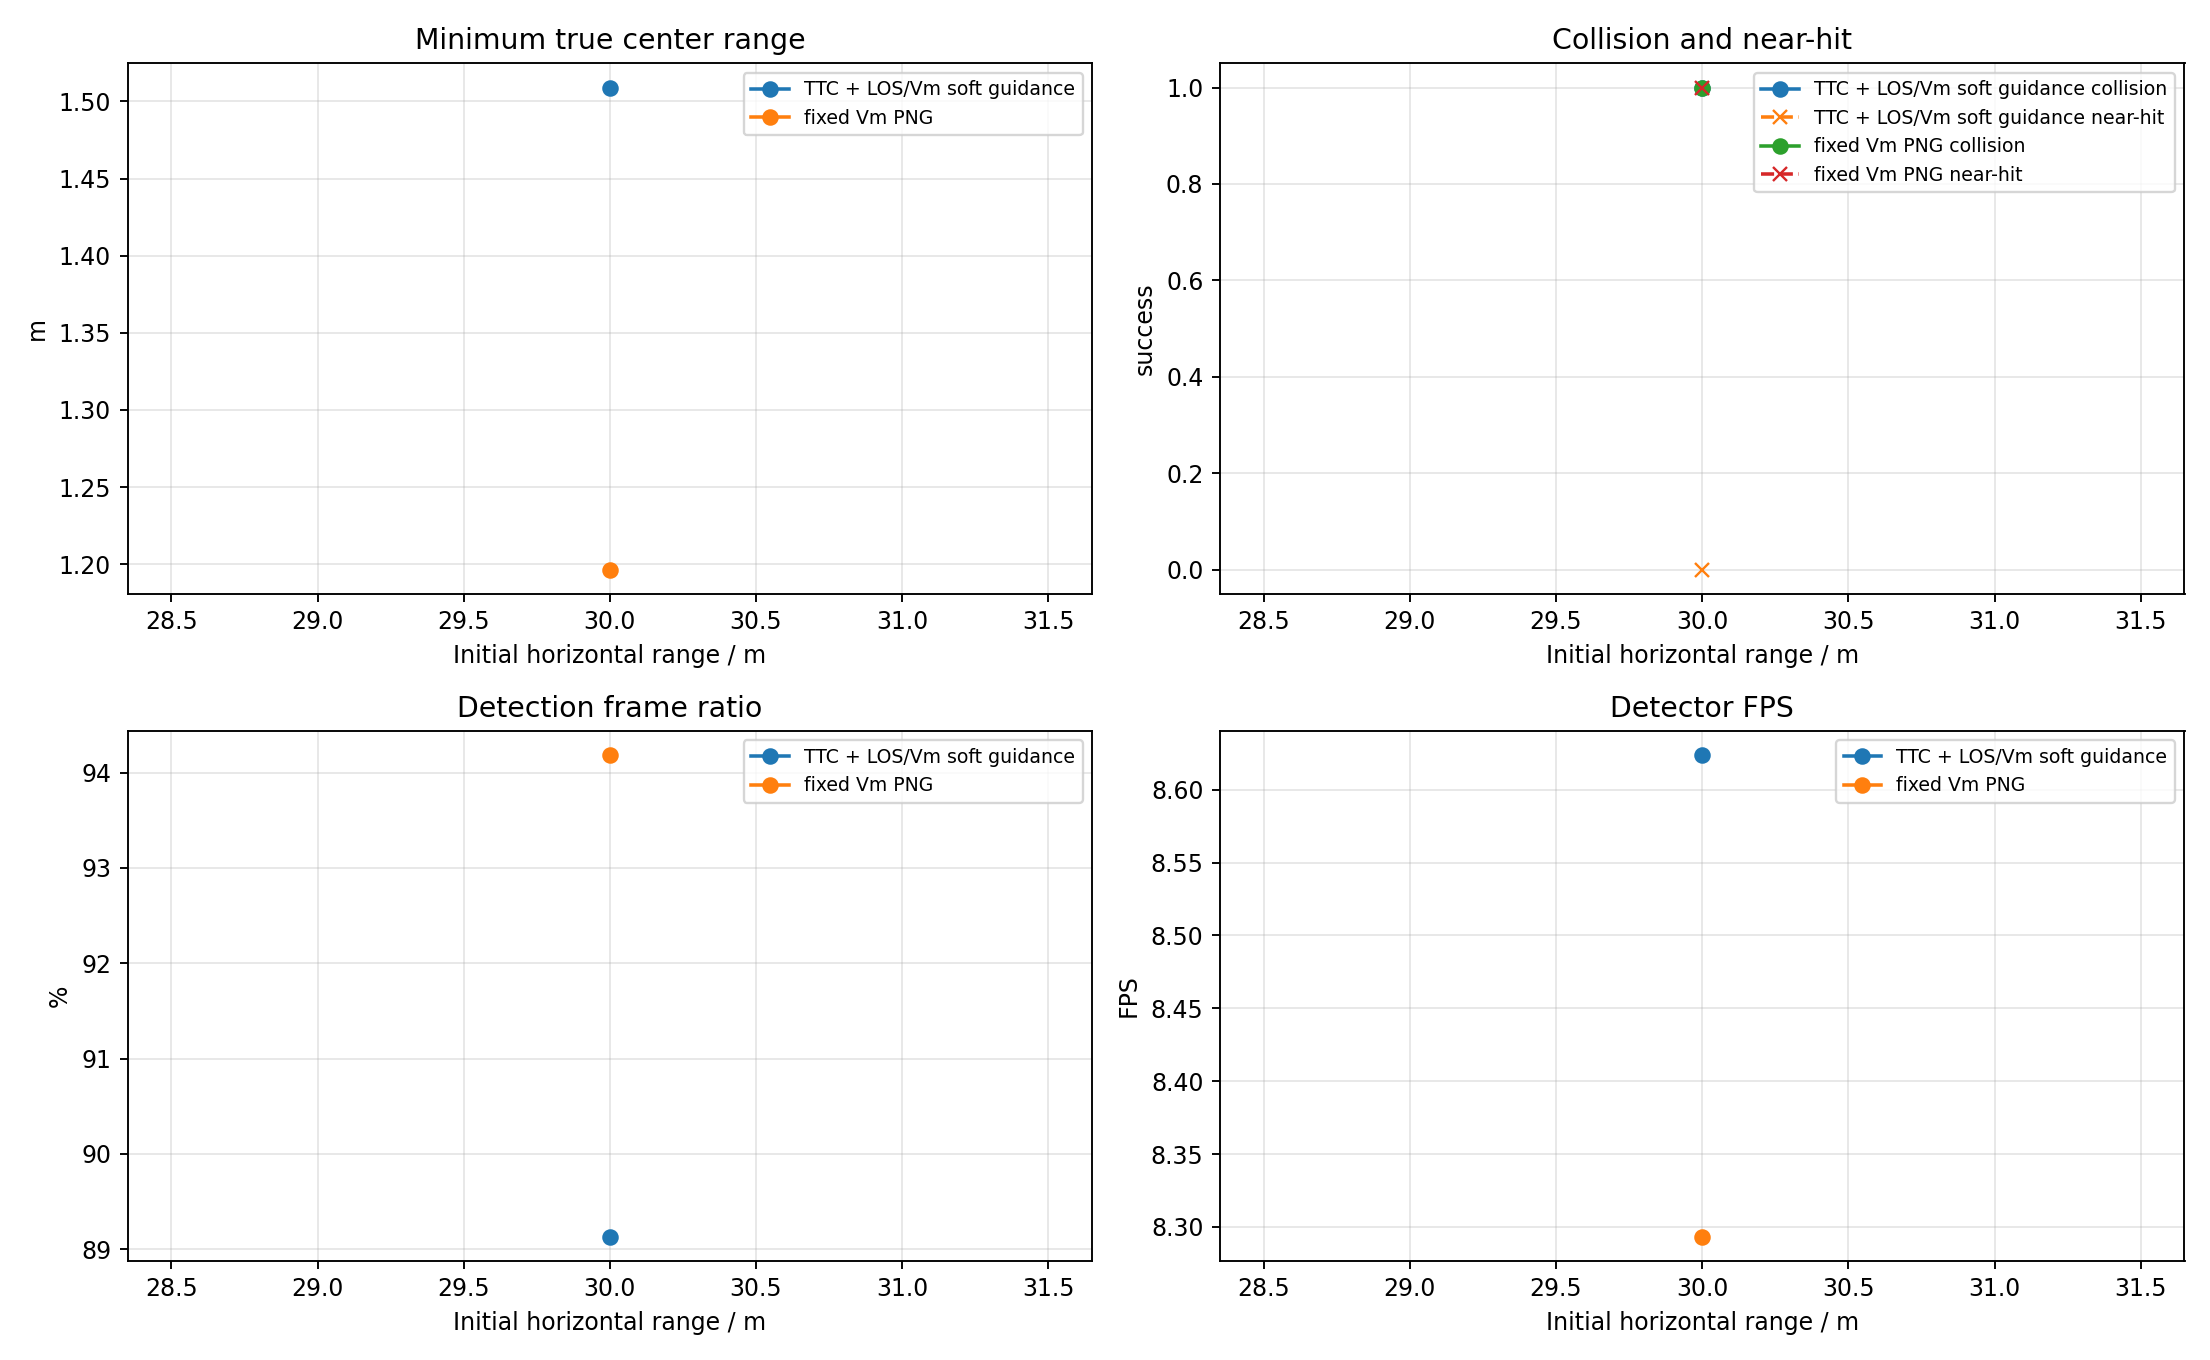 Minimum true center range
TTC + LOS/Vm soft guidance
fixed Vm PNG
1.50
1.45
1.40
1.35
1.30
1.25
1.20
m
28.5 29.0 29.5 30.0 30.5 31.0 31.5
Initial horizontal range / m
Collision and near-hit
TTC + LOS/Vm soft guidance collision
TTC + LOS/Vm soft guidance near-hit
fixed Vm PNG collision
fixed Vm PNG near-hit
1.0
0.8
0.6
0.4
0.2
0.0
success
28.5 29.0 29.5 30.0 30.5 31.0 31.5
Initial horizontal range / m
Detection frame ratio
TTC + LOS/Vm soft guidance
fixed Vm PNG
94
93
92
91
90
89
%
28.5 29.0 29.5 30.0 30.5 31.0 31.5
Initial horizontal range / m
Detector FPS
TTC + LOS/Vm soft guidance
fixed Vm PNG
8.60
8.55
8.50
8.45
8.40
8.35
8.30
FPS
28.5 29.0 29.5 30.0 30.5 31.0 31.5
Initial horizontal range / m